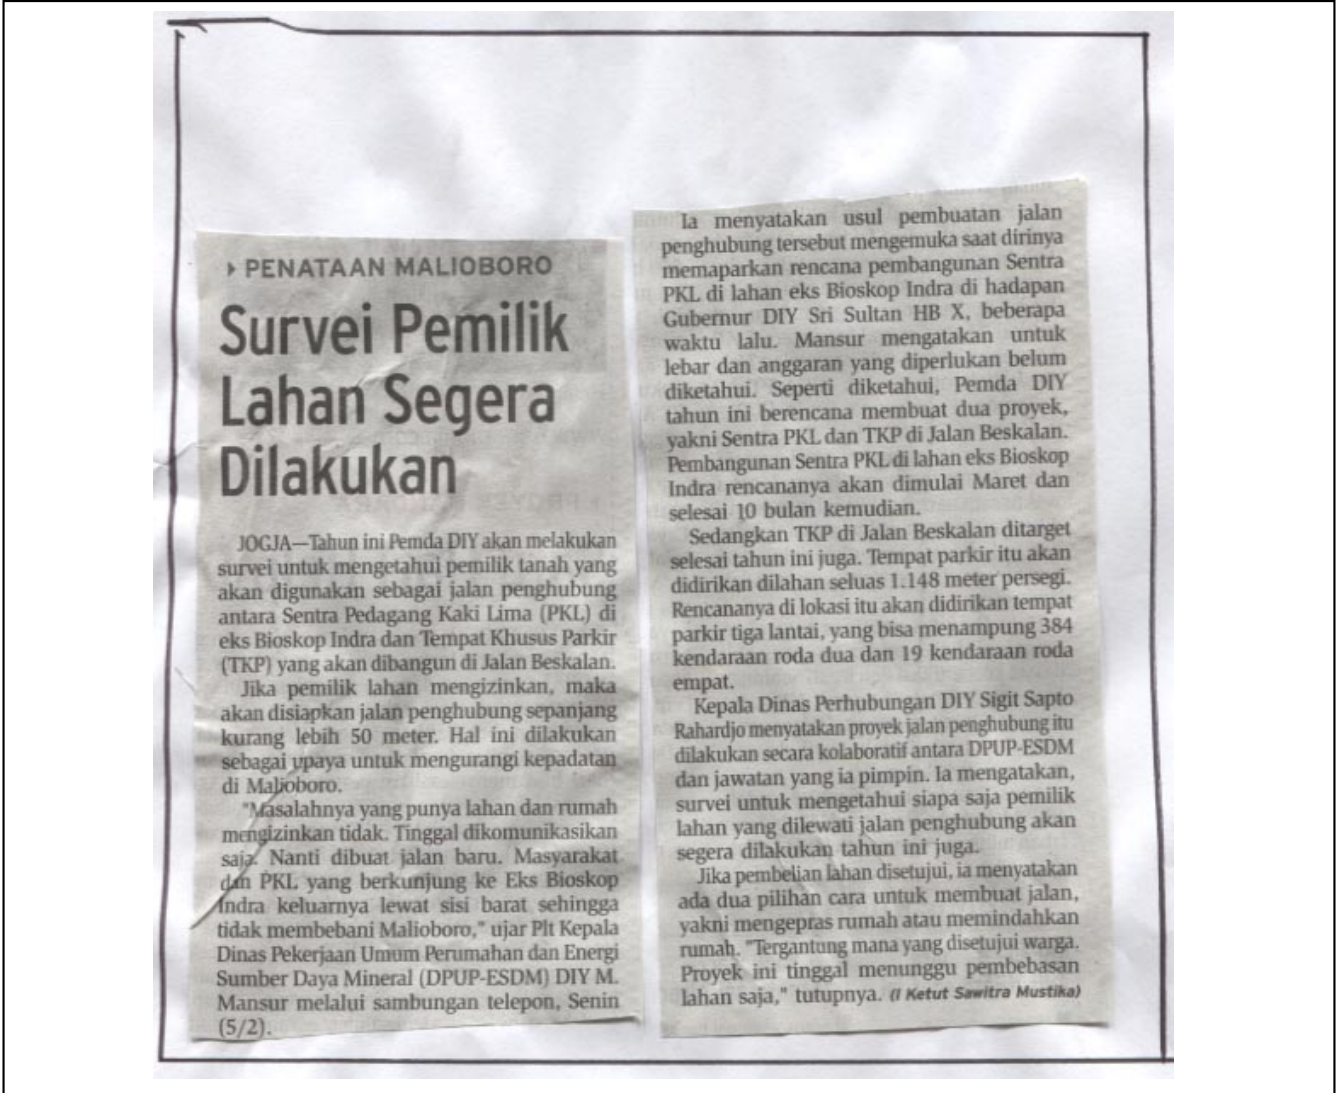 PENATAAN MALIOBORO
Survei Pemilik
Lahan Segera
Dilakukan
JOGJA—Tahun ini Pemda DIY akan melakukan
survei untuk mengetahui pemilik tanah yang
akan digunakan sebagai jalan penghubung
antara Sentra Pedagang Kaki Lima (PKL) di
eks Bioskop Indra dan Tempat Khusus Parkir
(TKP) yang akan dibangun di Jalan Beskalan.
Jika pemilik lahan mengizinkan, maka
akan disiapkan jalan penghubung sepanjang
kurang lebih 50 meter. Hal ini dilakukan
sebagai upaya untuk mengurangi kepadatan
di Malioboro.
"Masalahnya yang punya lahan dan rumah
mengizinkan tidak. Tinggal dikomunikasikan
saja. Nanti dibuat jalan baru. Masyarakat
dan PKL yang berkunjung ke Eks Bioskop
Indra keluarnya lewat sisi barat sehingga
tidak membebani Malioboro," ujar Plt Kepala
Dinas Pekerjaan Umum Perumahan dan Energi
Sumber Daya Mineral (DPUP-ESDM) DIY M.
Mansur melalui sambungan telepon, Senin
(5/2).
Ia menyatakan usul pembuatan jalan
penghubung tersebut mengemuka saat dirinya
memaparkan rencana pembangunan Sentra
PKL di lahan eks Bioskop Indra di hadapan
Gubernur DIY Sri Sultan HB X, beberapa
waktu lalu. Mansur mengatakan untuk
lebar dan anggaran yang diperlukan belum
diketahui. Seperti diketahui, Pemda DIY
tahun ini berencana membuat dua proyek,
yakni Sentra PKL dan TKP di Jalan Beskalan.
Pembangunan Sentra PKL di lahan eks Bioskop
Indra rencananya akan dimulai Maret dan
selesai 10 bulan kemudian.
Sedangkan TKP di Jalan Beskalan ditarget
selesai tahun ini juga. Tempat parkir itu akan
didirikan dilahan seluas 1.148 meter persegi.
Rencananya di lokasi itu akan didirikan tempat
parkir tiga lantai, yang bisa menampung 384
kendaraan roda dua dan 19 kendaraan roda
empat.
Kepala Dinas Perhubungan DIY Sigit Sapto
Rahardjo menyatakan proyek jalan penghubung itu
dilakukan secara kolaboratif antara DPUP-ESDM
dan jawatan yang ia pimpin. Ia mengatakan,
survei untuk mengetahui siapa saja pemilik
lahan yang dilewati jalan penghubung akan
segera dilakukan tahun ini juga.
Jika pembelian lahan disetujui, ia menyatakan
ada dua pilihan cara untuk membuat jalan,
yakni mengepras rumah atau memindahkan
rumah. "Tergantung mana yang disetujui warga.
Proyek ini tinggal menunggu pembebasan
lahan saja," tutupnya. (I Ketut Sawitra Mustika)